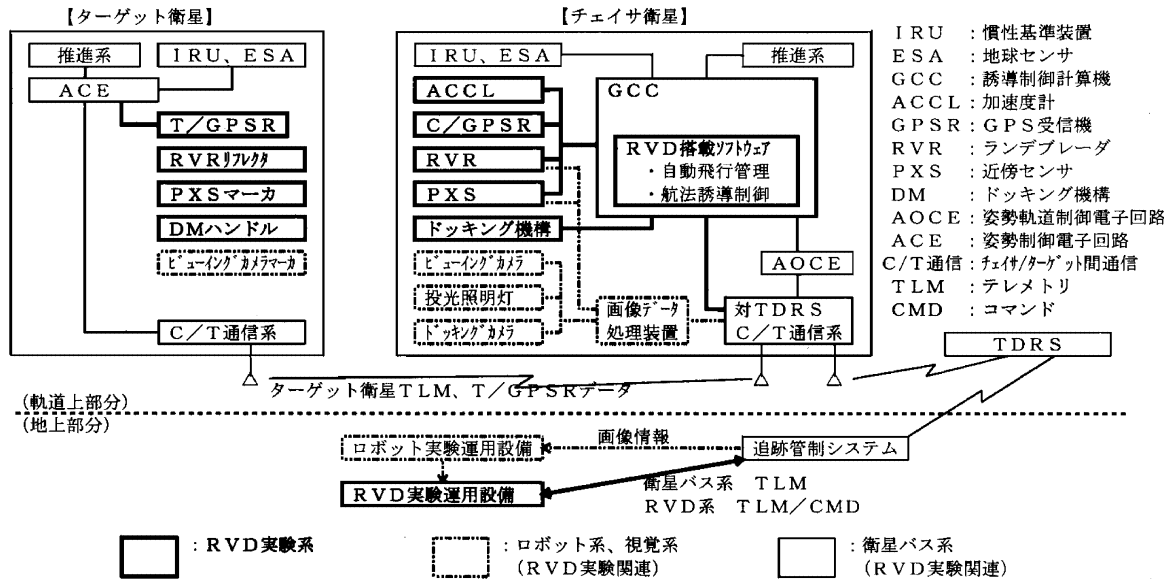 【ターゲット衛星】
推進系
ＩＲＵ、ＥＳＡ
ＡＣＥ
Ｔ／ＧＰＳＲ
ＲＶＲﾘﾌﾚｸﾀ
ＰＸＳマーカ
ＤＭハンドル
ﾋﾞｭｰｲﾝｸﾞｶﾒﾗﾏｰｶ
Ｃ／Ｔ通信系
【チェイサ衛星】
ＩＲＵ、ＥＳＡ
推進系
ＡＣＣＬ
Ｃ／ＧＰＳＲ
ＲＶＲ
ＰＸＳ
ドッキング機構
ﾋﾞｭｰｲﾝｸﾞｶﾒﾗ
投光照明灯
ﾄﾞｯｷﾝｸﾞｶﾒﾗ
ＧＣＣ
ＲＶＤ搭載ｿﾌﾄｳｪｱ
・自動飛行管理
・航法誘導制御
ＡＯＣＥ
画像ﾃﾞｰﾀ
処理装置
対ＴＤＲＳ
Ｃ／Ｔ通信系
ＩＲＵ ：慣性基準装置
ＥＳＡ ：地球センサ
ＧＣＣ ：誘導制御計算機
ＡＣＣＬ：加速度計
ＧＰＳＲ：ＧＰＳ受信機
ＲＶＲ ：ランデブレーダ
ＰＸＳ ：近傍センサ
ＤＭ ：ドッキング機構
ＡＯＣＥ：姿勢軌道制御電子回路
ＡＣＥ ：姿勢制御電子回路
C/T通信：ﾁｪｲｻ/ﾀｰｹﾞｯﾄ間通信
ＴＬＭ ：テレメトリ
ＣＭＤ ：コマンド
ＴＤＲＳ
ターゲット衛星ＴＬＭ、Ｔ／ＧＰＳＲデータ
(軌道上部分)
(地上部分)
ロボット実験運用設備
画像情報
追跡管制システム
ＲＶＤ実験運用設備
衛星バス系 ＴＬＭ
ＲＶＤ系 ＴＬＭ／ＣＭＤ
：ＲＶＤ実験系
：ロボット系、視覚系
(ＲＶＤ実験関連)
：衛星バス系
(ＲＶＤ実験関連)